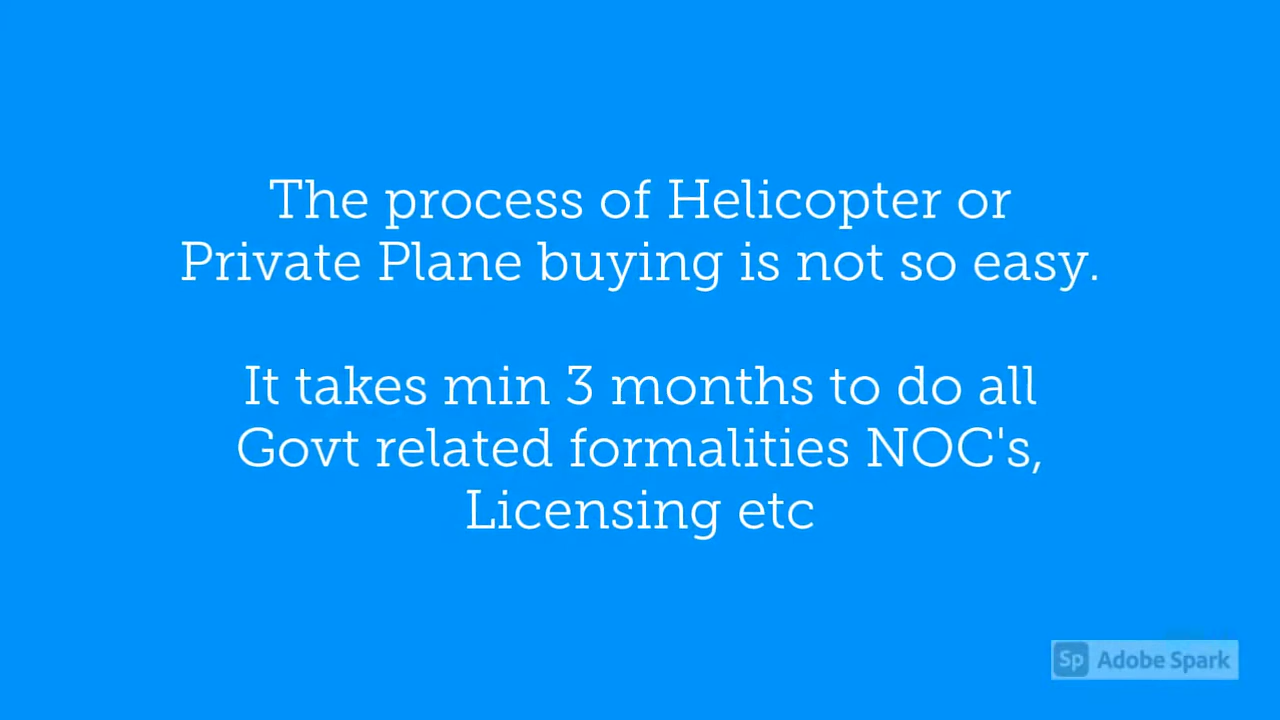 The process of Helicopter or
Private Plane buying is not so easy.
It takes min 3 months to do all
Govt related formalities NOC's,
Licensing etc
Sp Adobe Spark